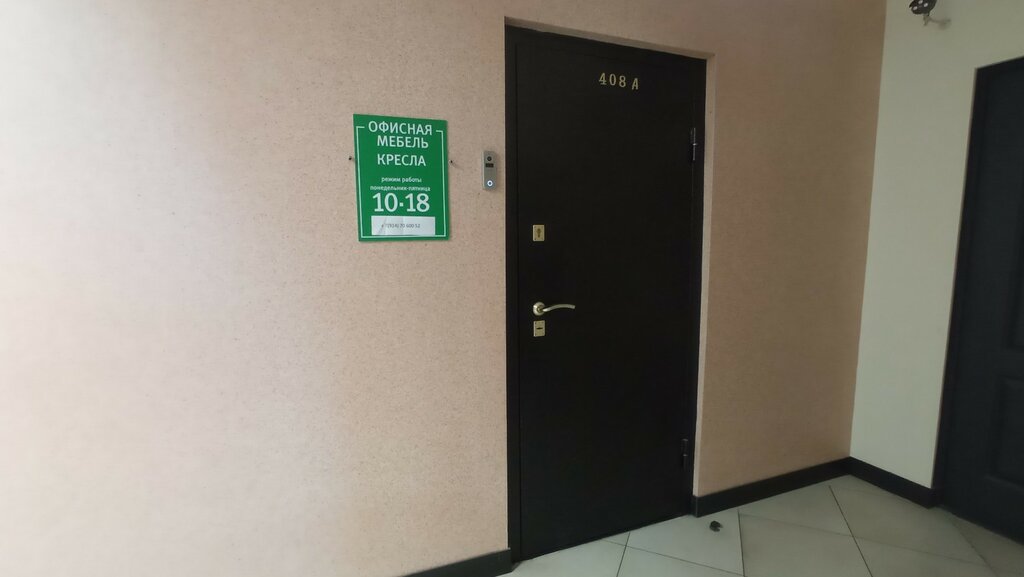 408 А
ОФИСНАЯ
МЕБЕЛЬ
КРЕСЛА
режим работы
понедельник-пятница
10-18